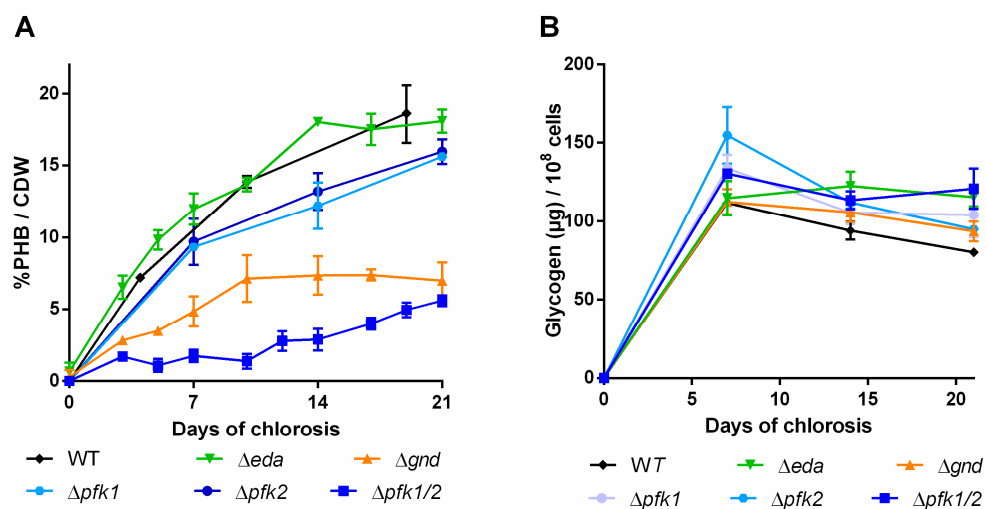 A
%PHB / CDW
20
15
10
5
0
0 7 14 21
Days of chlorosis
WT Δeda Δgnd
Δpfk1 Δpfk2 Δpfk1/2
B
Glycogen (µg) / 10⁸ cells
200
150
100
50
0
0 5 10 15 20
Days of chlorosis
WT Δeda Δgnd
Δpfk1 Δpfk2 Δpfk1/2